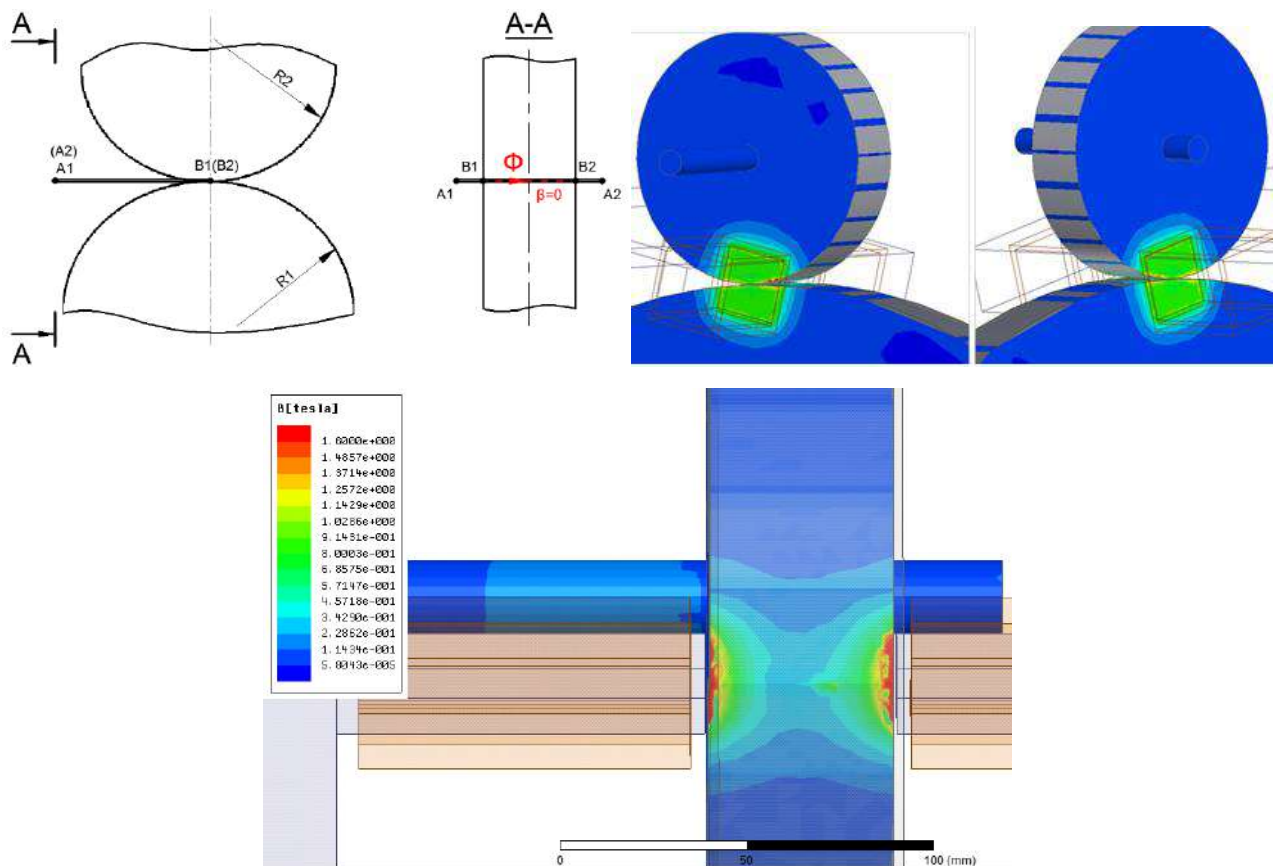 A
A-A
R2
(A2)
A1
B1(B2)
B1
Φ
B2
A1
β=0
A2
R1
A
B[tesla]
1.6000e+000
1.4857e+000
1.3714e+000
1.2572e+000
1.1429e+000
1.0286e+000
9.1431e-001
8.0003e-001
6.8575e-001
5.7147e-001
4.5718e-001
3.4290e-001
2.2862e-001
1.1434e-001
5.8043e-005
0
50
100 (mm)